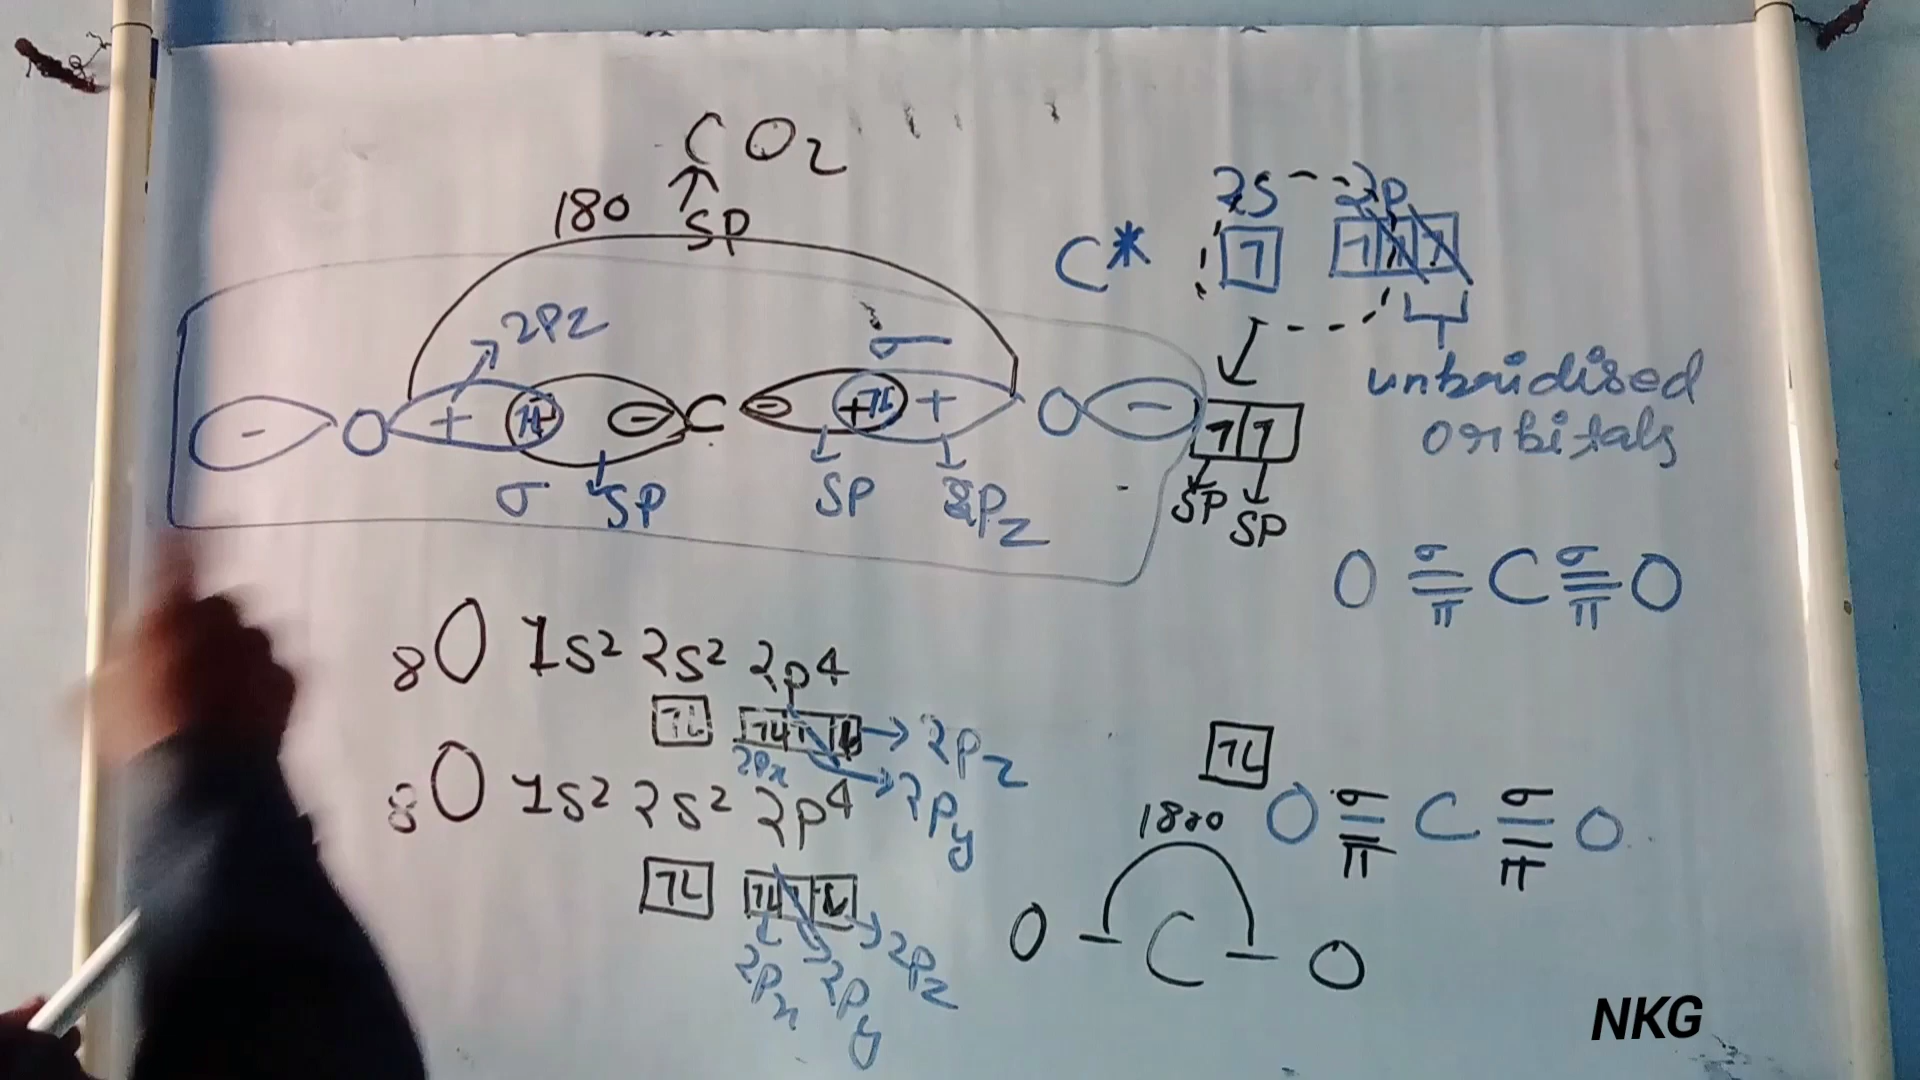 CO2
180 SP
2s 2p
C*
2PZ
σ
- O + - C - + + O -
σ SP SP 2PZ
unbridised
orbitals
SP SP
O σ π C σ π O
8O 1s² 2s² 2p⁴
2px 2pz
2py
8O 1s² 2s² 2p⁴
2px 2py 2pz
O σ π C σ π O
180
O - C - O
NKG